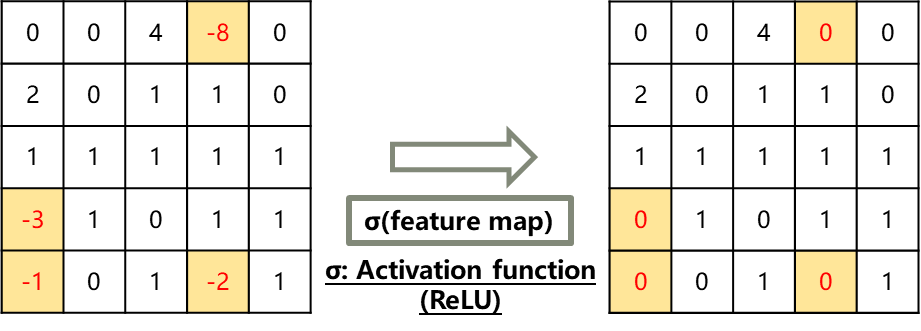 0 0 4 -8 0
2 0 1 1 0
1 1 1 1 1
-3 1 0 1 1
-1 0 1 -2 1
σ(feature map)
σ: Activation function
(ReLU)
0 0 4 0 0
2 0 1 1 0
1 1 1 1 1
0 1 0 1 1
0 0 1 0 1